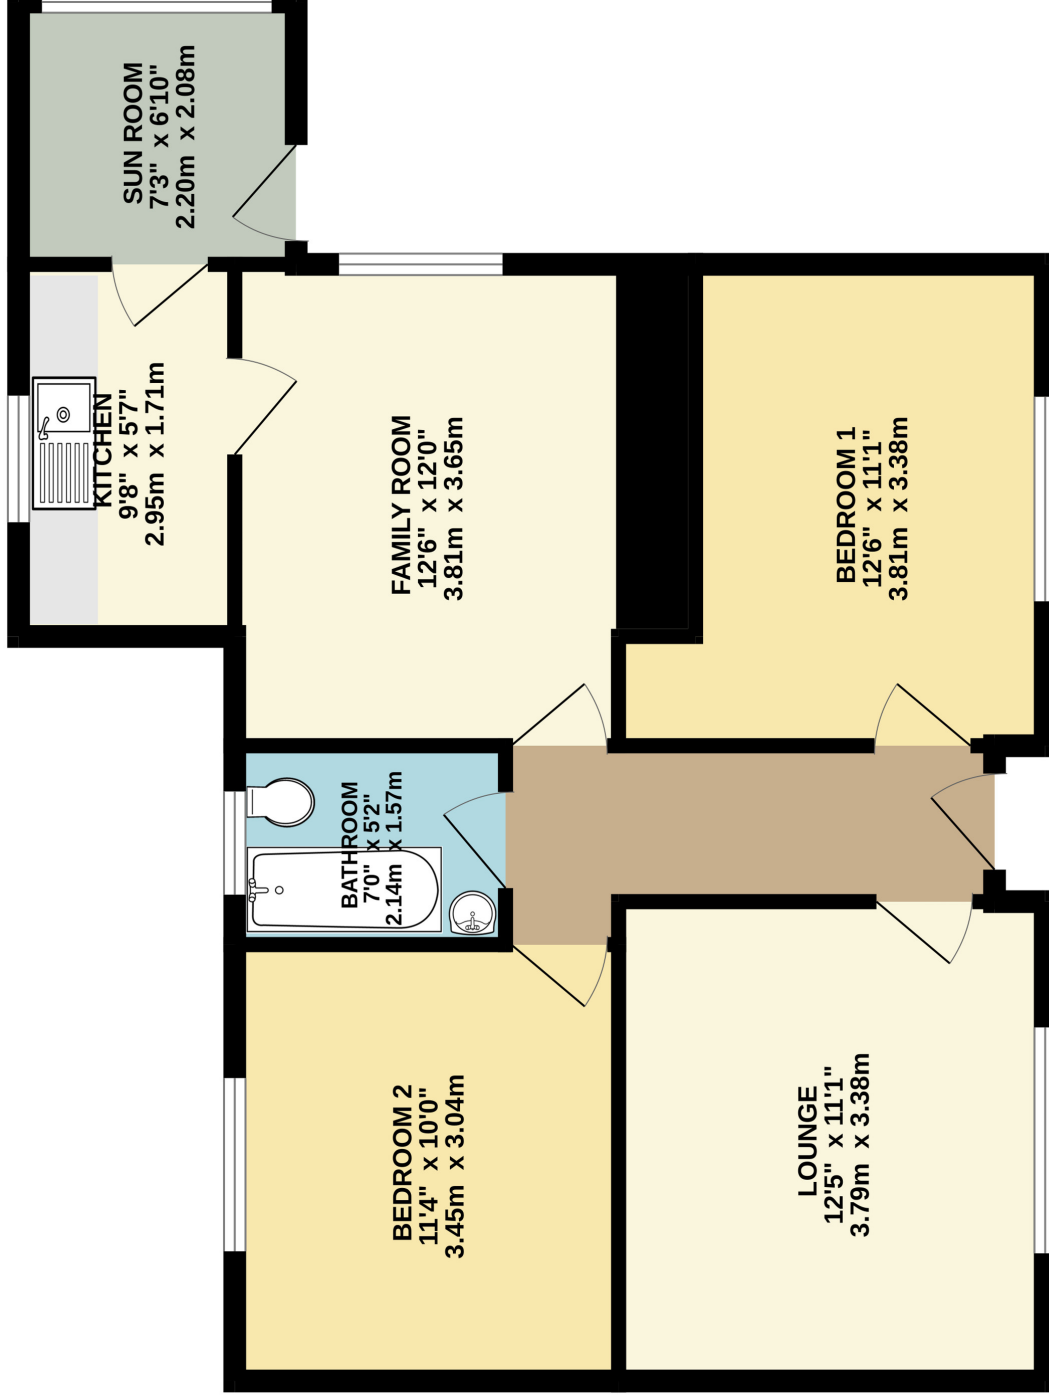 SUN ROOM
7'3" x 6'10"
2.20m x 2.08m
KITCHEN
9'8" x 5'7"
2.95m x 1.71m
FAMILY ROOM
12'6" x 12'0"
3.81m x 3.65m
BEDROOM 1
12'6" x 11'1"
3.81m x 3.38m
BATHROOM
7'0" x 5'2"
2.14m x 1.57m
BEDROOM 2
11'4" x 10'0"
3.45m x 3.04m
LOUNGE
12'5" x 11'1"
3.79m x 3.38m